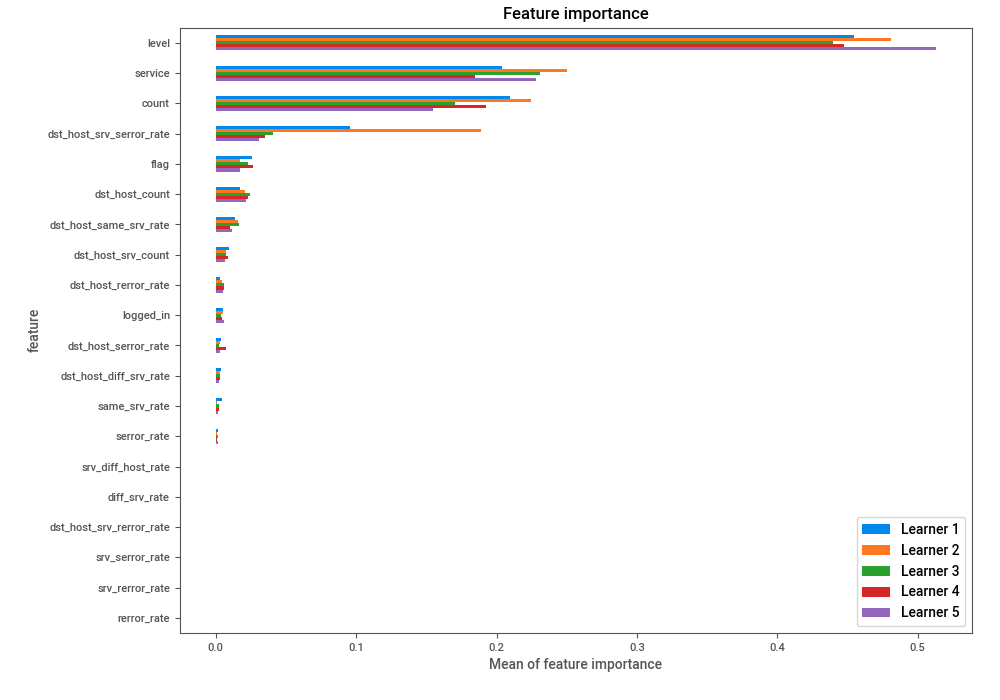 Feature importance
level
service
count
dst_host_srv_serror_rate
flag
dst_host_count
dst_host_same_srv_rate
dst_host_srv_count
dst_host_rerror_rate
logged_in
dst_host_serror_rate
dst_host_diff_srv_rate
same_srv_rate
serror_rate
srv_diff_host_rate
diff_srv_rate
dst_host_srv_rerror_rate
srv_serror_rate
srv_rerror_rate
rerror_rate
feature
Learner 1
Learner 2
Learner 3
Learner 4
Learner 5
0.0 0.1 0.2 0.3 0.4 0.5
Mean of feature importance